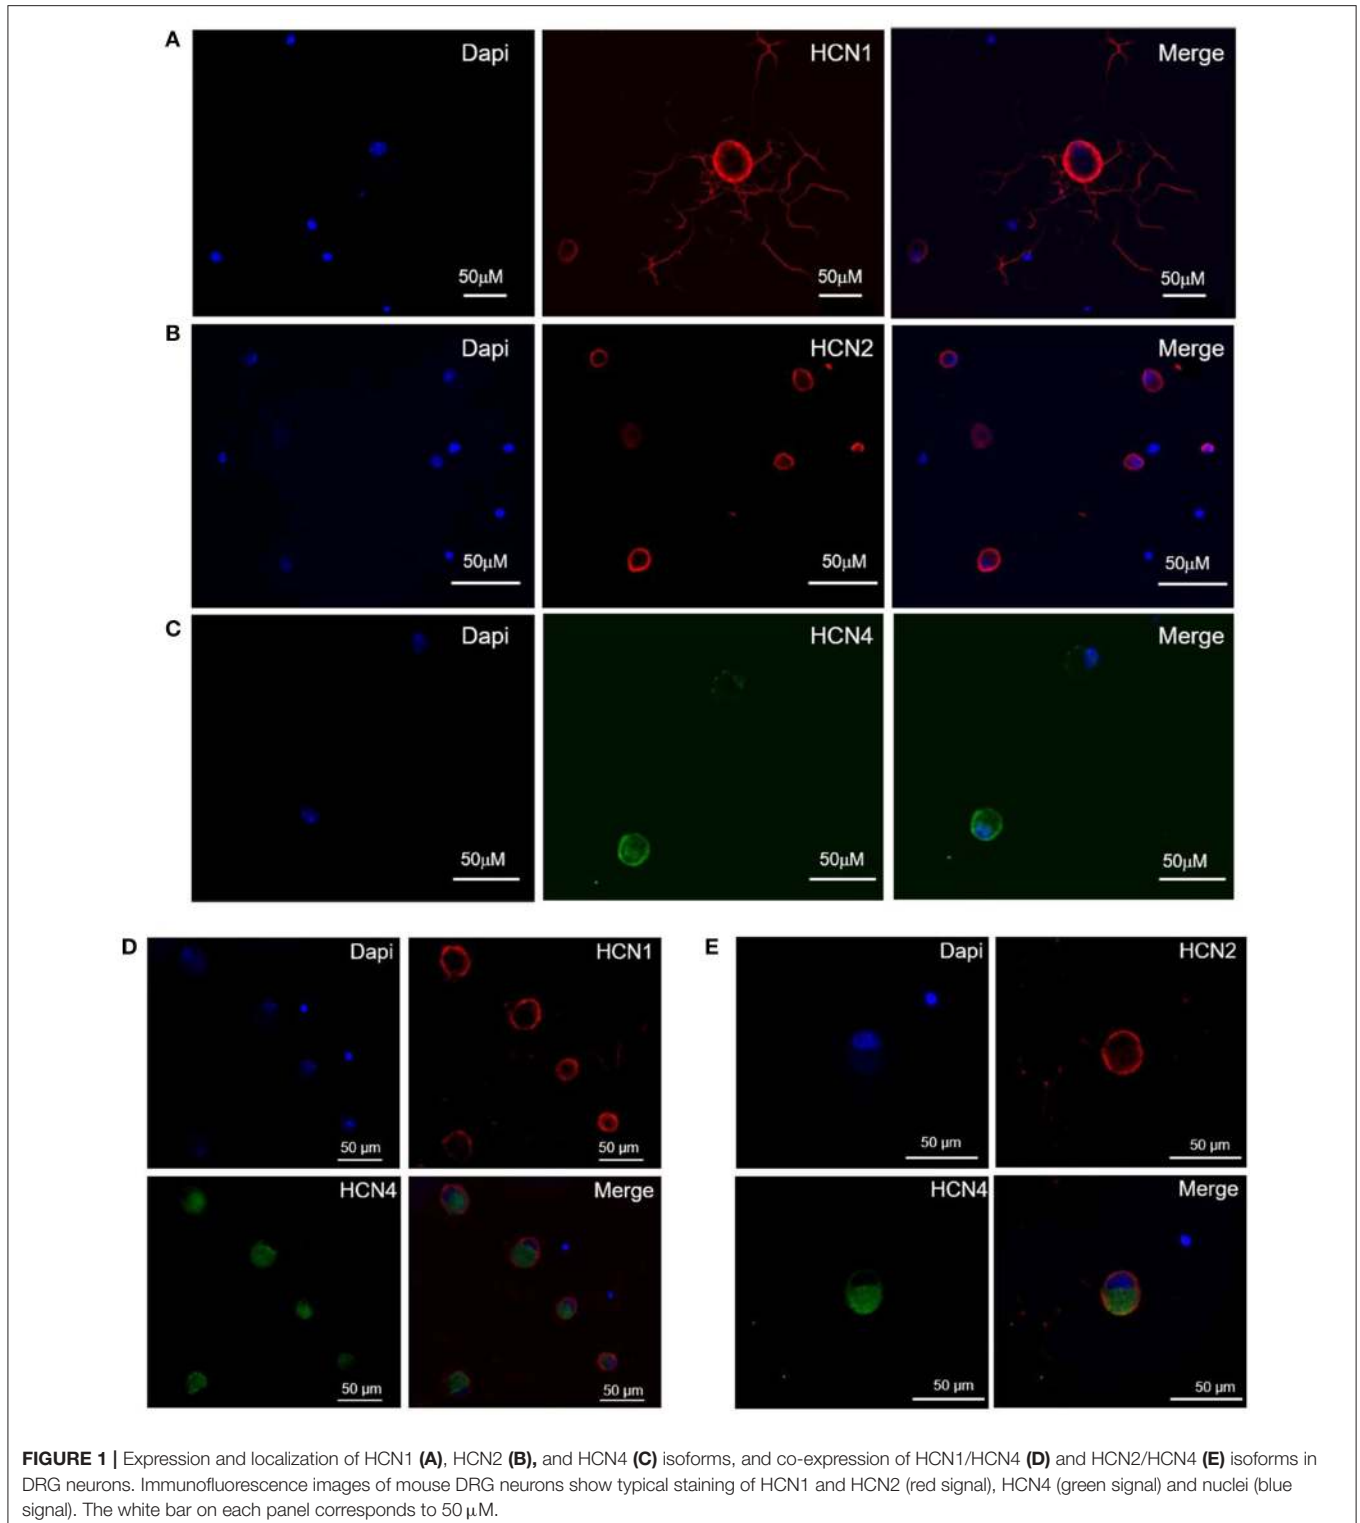 A
Dapi
HCN1
Merge
50µM
50µM
50µM
B
Dapi
HCN2
Merge
50µM
50µM
50µM
C
Dapi
HCN4
Merge
50µM
50µM
50µM
D
Dapi
HCN1
50 µm
50 µm
HCN4
Merge
50 µm
50 µm
E
Dapi
HCN2
50 µm
50 µm
HCN4
Merge
50 µm
50 µm
FIGURE 1 | Expression and localization of HCN1 (A), HCN2 (B), and HCN4 (C) isoforms, and co-expression of HCN1/HCN4 (D) and HCN2/HCN4 (E) isoforms in
DRG neurons. Immunofluorescence images of mouse DRG neurons show typical staining of HCN1 and HCN2 (red signal), HCN4 (green signal) and nuclei (blue
signal). The white bar on each panel corresponds to 50 µM.